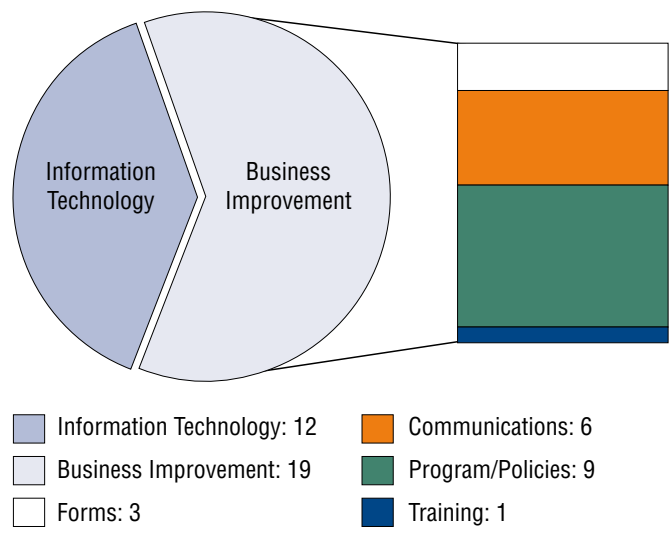 Information
Technology
Business
Improvement
Information Technology: 12
Business Improvement: 19
Forms: 3
Communications: 6
Program/Policies: 9
Training: 1